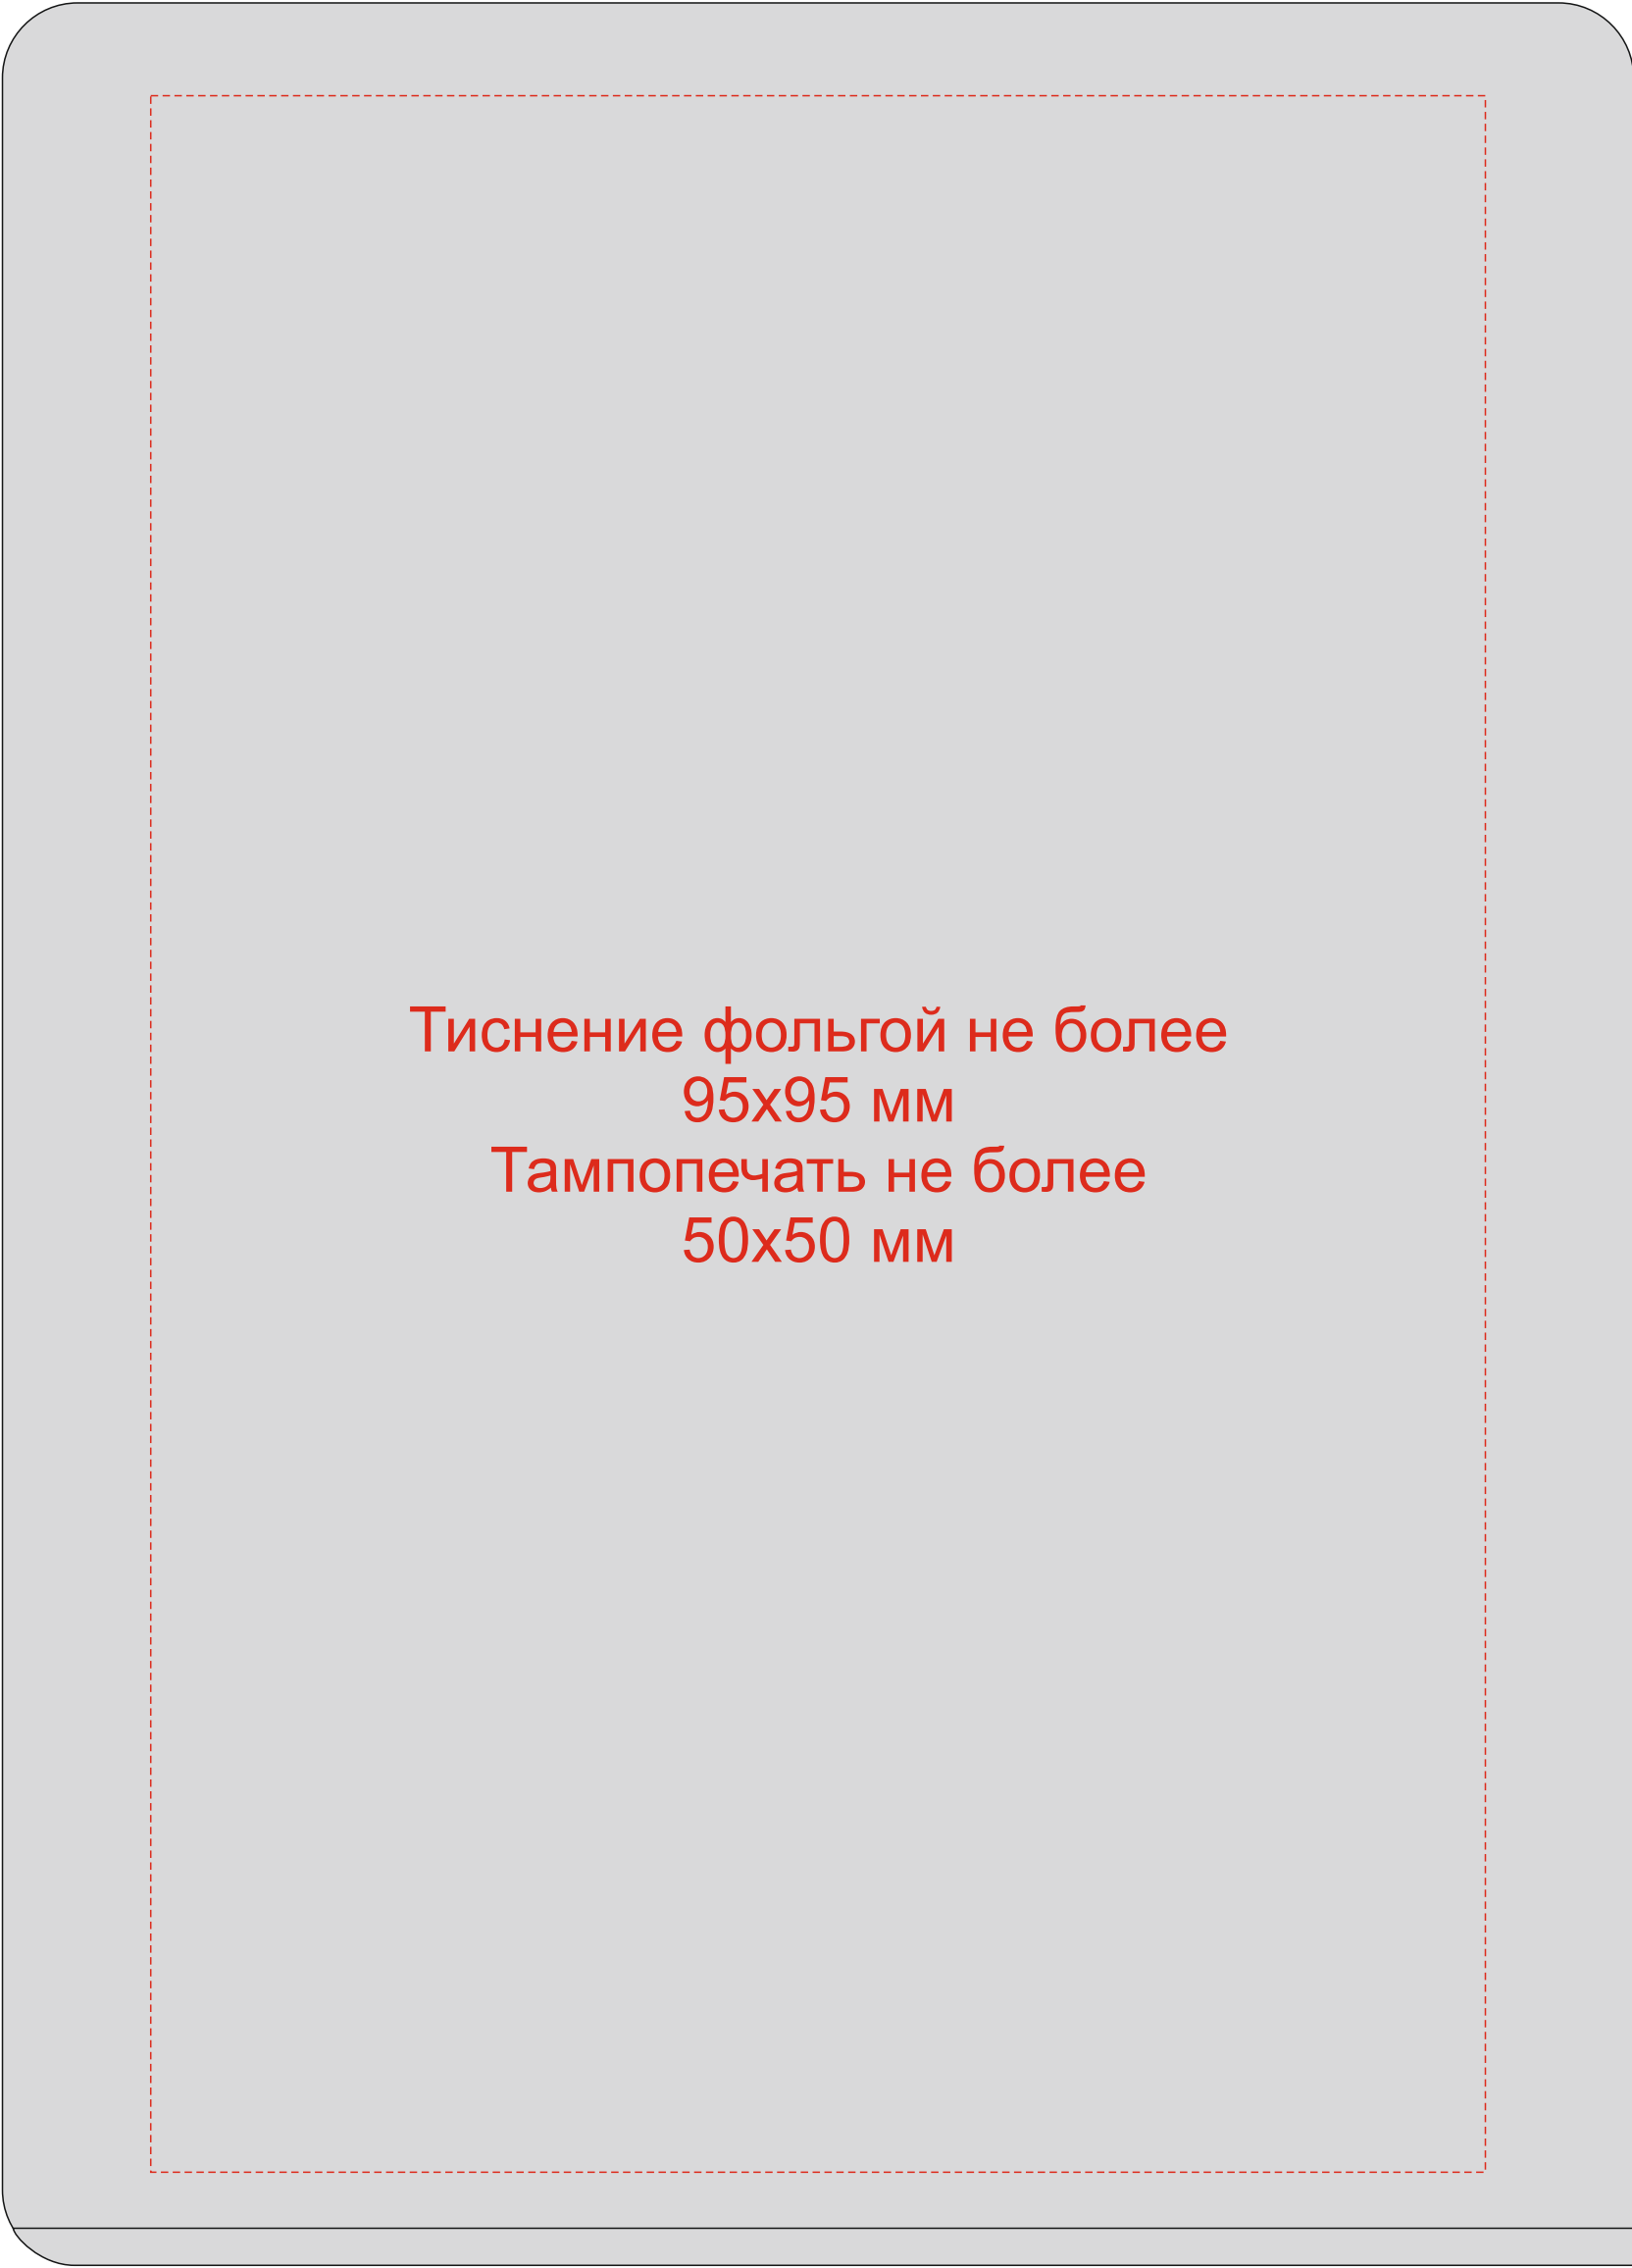 Тиснение фольгой не более
95х95 мм
Тампопечать не более
50х50 мм